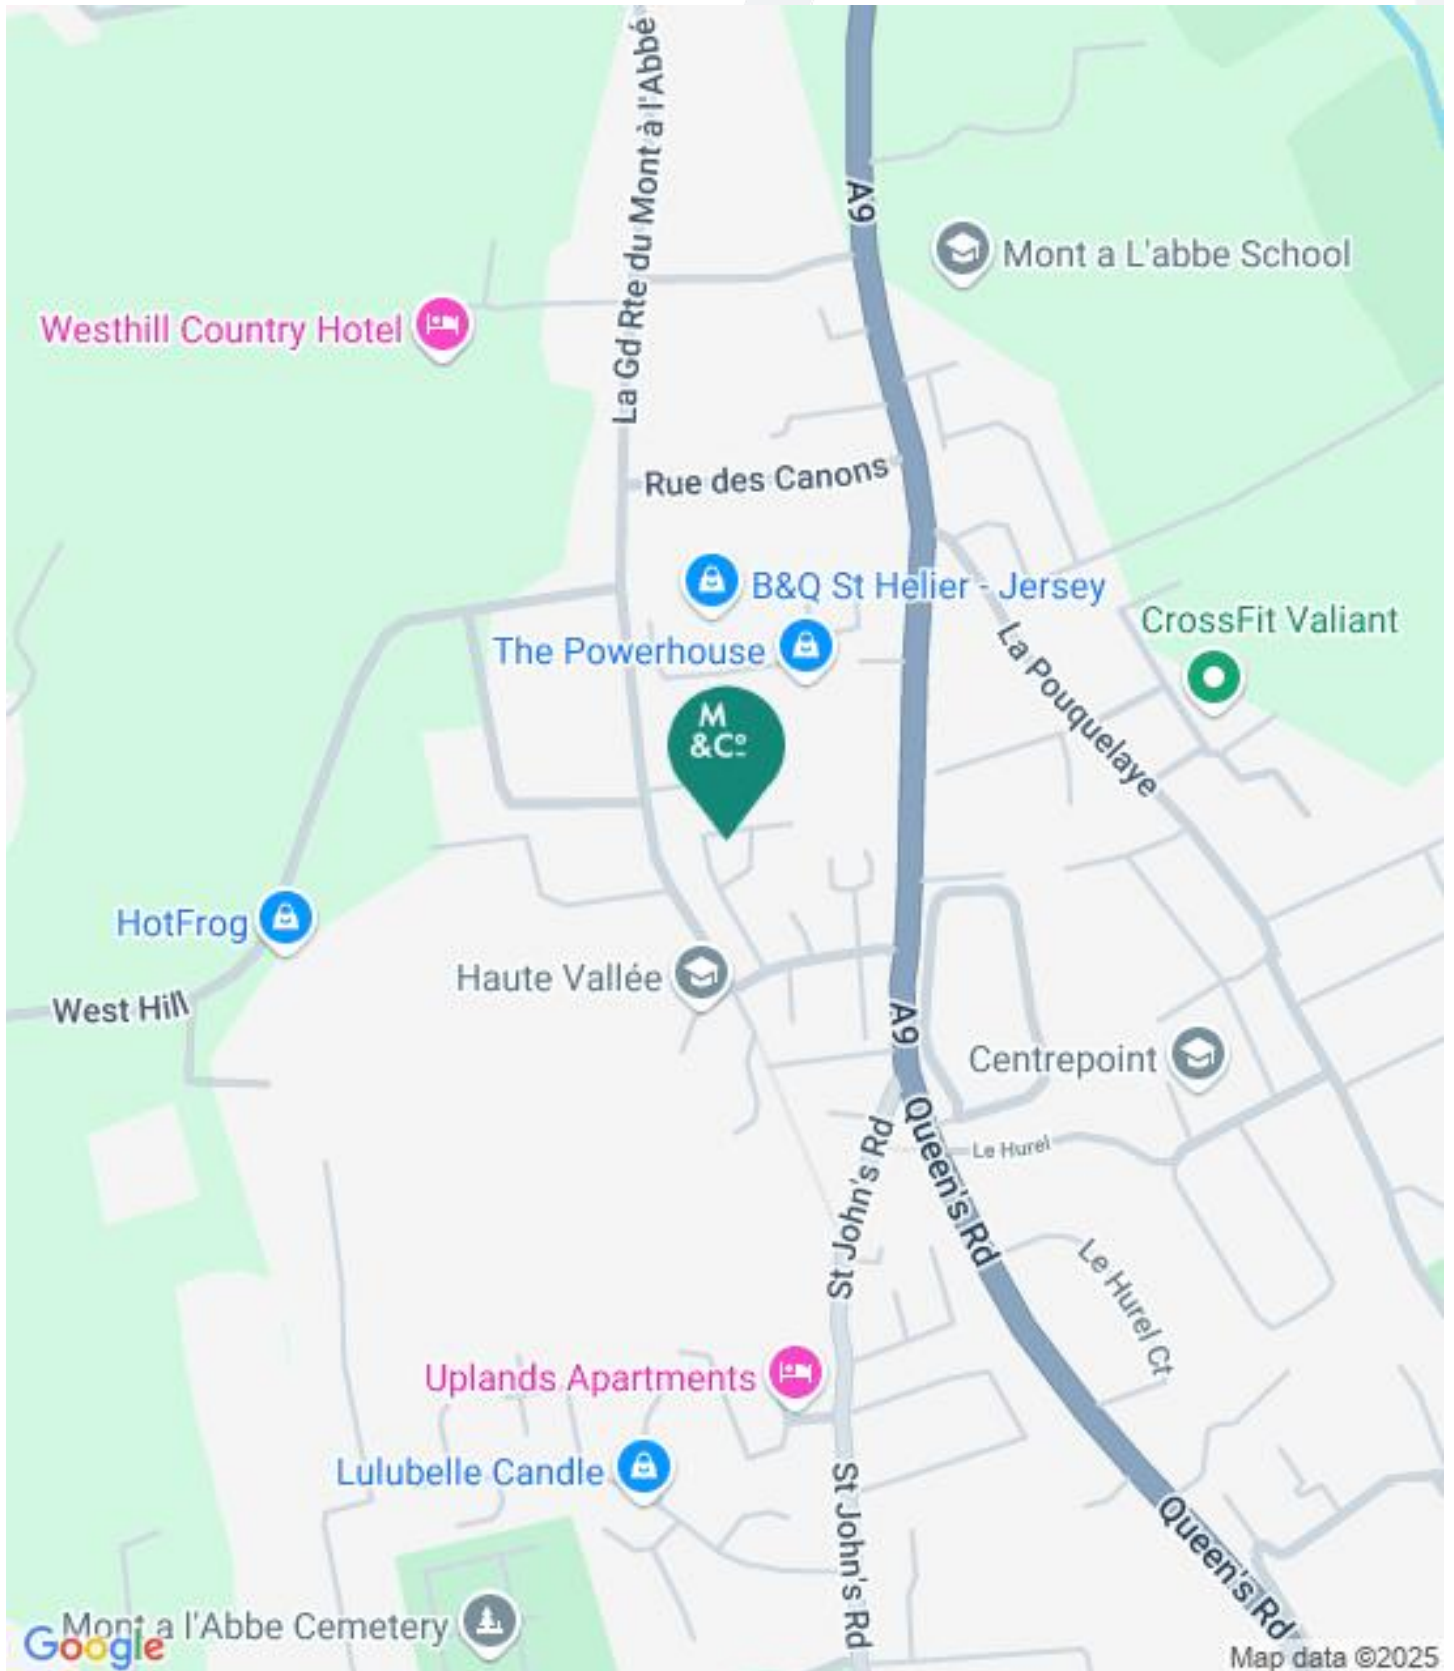 La Gd Rte du Mont à l'Abbé
A9
Mont a L'abbe School
Westhill Country Hotel
Rue des Canons
B&Q St Helier - Jersey
CrossFit Valiant
The Powerhouse
La Pouquelaye
M
&Cº
HotFrog
Haute Vallée
West Hill
A9
Centrepoint
Queen's Rd
St John's Rd
Le Hurel
Le Hurel Ct
Uplands Apartments
Lulubelle Candle
St John's Rd
Queen's Rd
Mont a l'Abbe Cemetery
Google
Map data ©2025